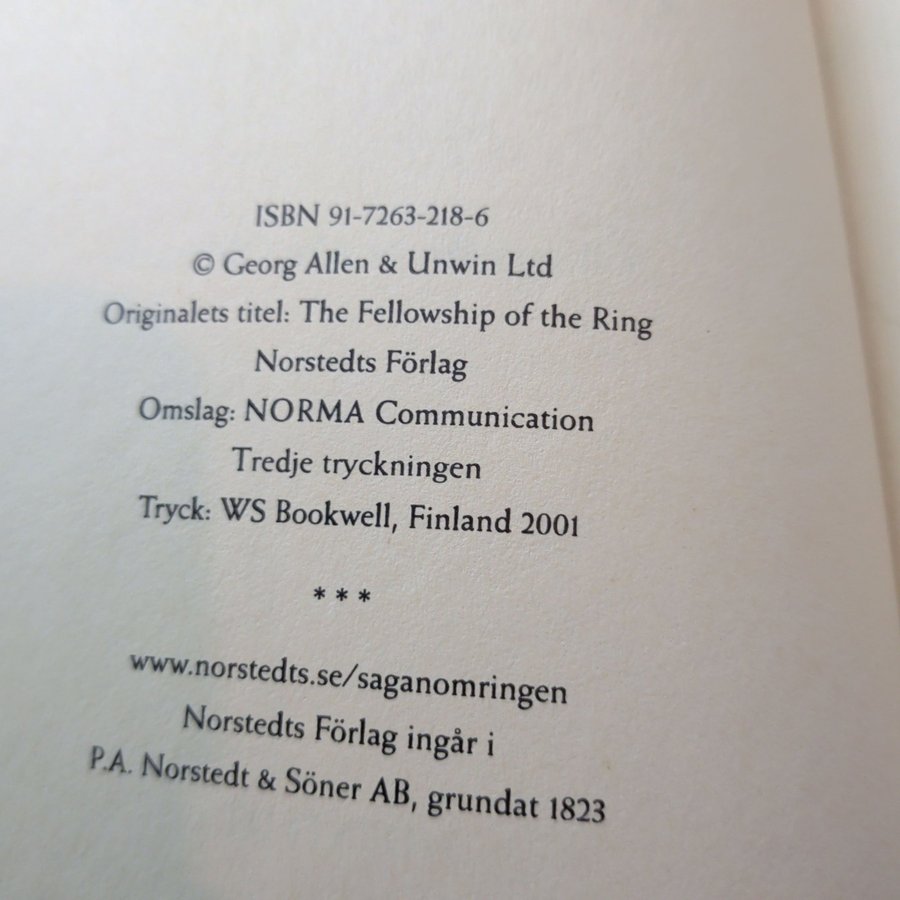 ISBN 91-7263-218-6
© Georg Allen & Unwin Ltd
Originalets titel: The Fellowship of the Ring
Norstedts Förlag
Omslag: NORMA Communication
Tredje tryckningen
Tryck: WS Bookwell, Finland 2001
* * *
www.norstedts.se/saganomringen
Norstedts Förlag ingår i
P.A. Norstedt & Söner AB, grundat 1823